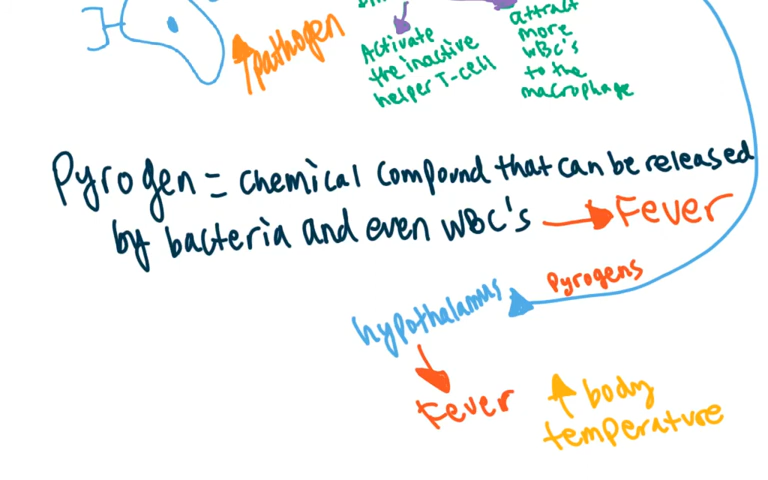 pathogen
Activate
the inactive
helper T-cell
attract
more
WBC's
to the
macrophage
Pyrogen = chemical compound that can be released
by bacteria and even WBC's → Fever
Pyrogens
hypothalamus
Fever
↑ body
temperature